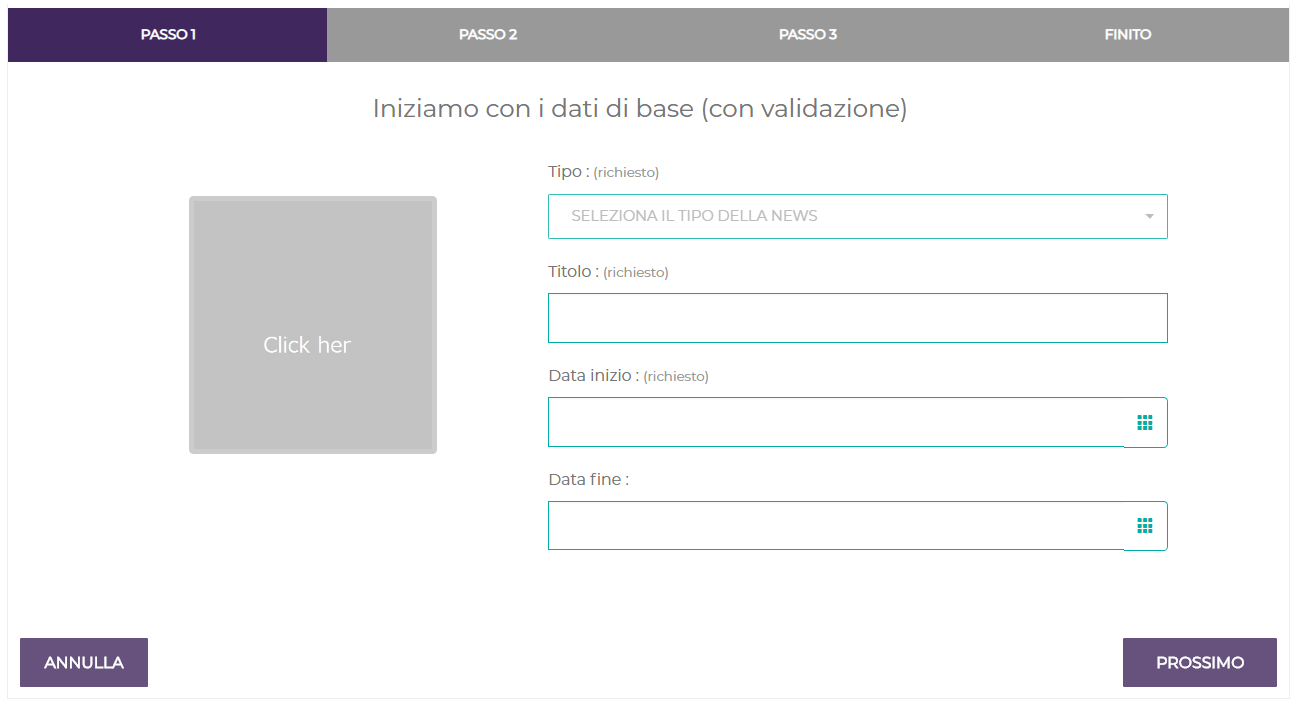 PASSO 1
PASSO 2
PASSO 3
FINITO
Iniziamo con i dati di base (con validazione)
Click her
Tipo : (richiesto)
SELEZIONA IL TIPO DELLA NEWS
Titolo : (richiesto)
Data inizio : (richiesto)
Data fine :
ANNULLA
PROSSIMO